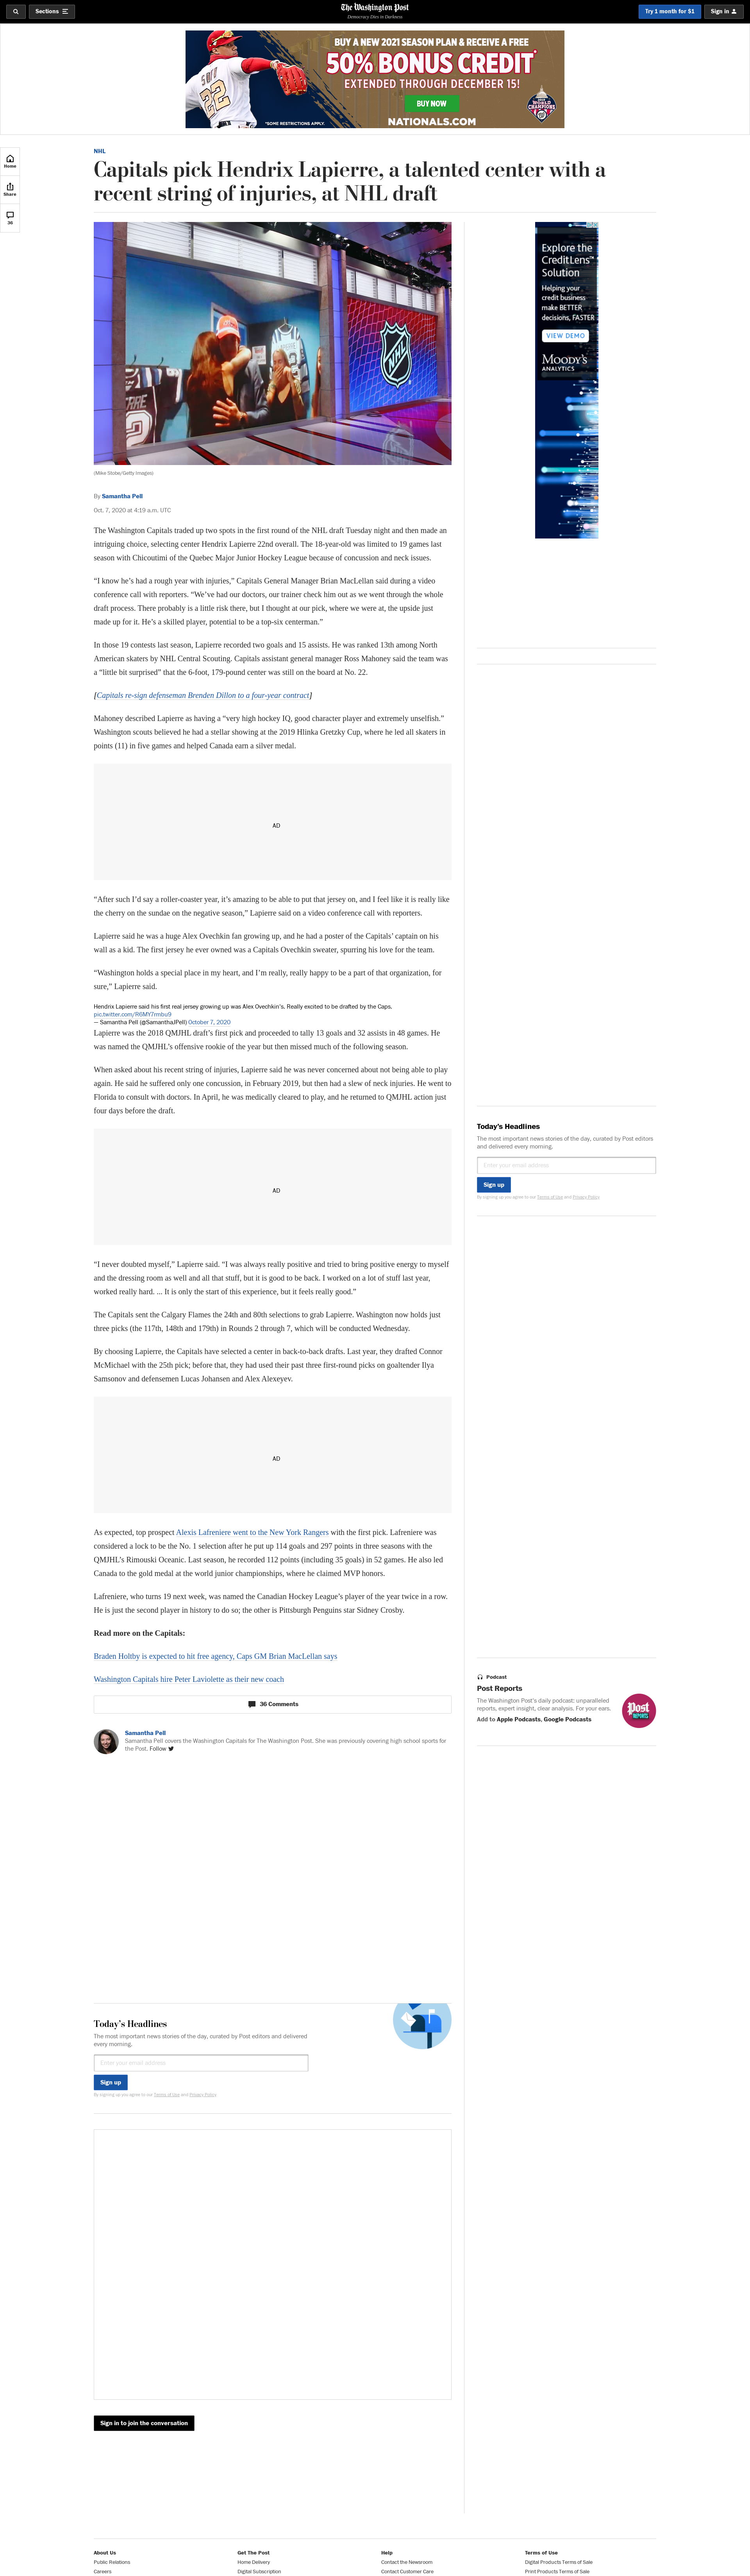 Sections
The Washington Post
Democracy Dies in Darkness
Try 1 month for $1
Sign in
BUY A NEW 2021 SEASON PLAN & RECEIVE A FREE
50% BONUS CREDIT*
EXTENDED THROUGH DECEMBER 15!
BUY NOW
*SOME RESTRICTIONS APPLY.
NATIONALS.COM
Home
Share
36
NHL
Capitals pick Hendrix Lapierre, a talented center with a
recent string of injuries, at NHL draft
Explore the
CreditLens™
Solution
Helping your
credit business
make BETTER
decisions, FASTER
VIEW DEMO
MOODY'S
ANALYTICS
(Mike Stobe/Getty Images)
By Samantha Pell
Oct. 7, 2020 at 4:19 a.m. UTC
The Washington Capitals traded up two spots in the first round of the NHL draft Tuesday night and then made an
intriguing choice, selecting center Hendrix Lapierre 22nd overall. The 18-year-old was limited to 19 games last
season with Chicoutimi of the Quebec Major Junior Hockey League because of concussion and neck issues.
“I know he’s had a rough year with injuries,” Capitals General Manager Brian MacLellan said during a video
conference call with reporters. “We’ve had our doctors, our trainer check him out as we went through the whole
draft process. There probably is a little risk there, but I thought at our pick, where we were at, the upside just
made up for it. He’s a skilled player, potential to be a top-six centerman.”
In those 19 contests last season, Lapierre recorded two goals and 15 assists. He was ranked 13th among North
American skaters by NHL Central Scouting. Capitals assistant general manager Ross Mahoney said the team was
a “little bit surprised” that the 6-foot, 179-pound center was still on the board at No. 22.
[Capitals re-sign defenseman Brenden Dillon to a four-year contract]
Mahoney described Lapierre as having a “very high hockey IQ, good character player and extremely unselfish.”
Washington scouts believed he had a stellar showing at the 2019 Hlinka Gretzky Cup, where he led all skaters in
points (11) in five games and helped Canada earn a silver medal.
AD
“After such I’d say a roller-coaster year, it’s amazing to be able to put that jersey on, and I feel like it is really like
the cherry on the sundae on the negative season,” Lapierre said on a video conference call with reporters.
Lapierre said he was a huge Alex Ovechkin fan growing up, and he had a poster of the Capitals’ captain on his
wall as a kid. The first jersey he ever owned was a Capitals Ovechkin sweater, spurring his love for the team.
“Washington holds a special place in my heart, and I’m really, really happy to be a part of that organization, for
sure,” Lapierre said.
Hendrix Lapierre said his first real jersey growing up was Alex Ovechkin's. Really excited to be drafted by the Caps.
pic.twitter.com/R6MY7rmbu9
— Samantha Pell (@SamanthaJPell) October 7, 2020
Lapierre was the 2018 QMJHL draft’s first pick and proceeded to tally 13 goals and 32 assists in 48 games. He
was named the QMJHL’s offensive rookie of the year but then missed much of the following season.
When asked about his recent string of injuries, Lapierre said he was never concerned about not being able to play
again. He said he suffered only one concussion, in February 2019, but then had a slew of neck injuries. He went to
Florida to consult with doctors. In April, he was medically cleared to play, and he returned to QMJHL action just
four days before the draft.
AD
“I never doubted myself,” Lapierre said. “I was always really positive and tried to bring positive energy to myself
and the dressing room as well and all that stuff, but it is good to be back. I worked on a lot of stuff last year,
worked really hard. ... It is only the start of this experience, but it feels really good.”
The Capitals sent the Calgary Flames the 24th and 80th selections to grab Lapierre. Washington now holds just
three picks (the 117th, 148th and 179th) in Rounds 2 through 7, which will be conducted Wednesday.
By choosing Lapierre, the Capitals have selected a center in back-to-back drafts. Last year, they drafted Connor
McMichael with the 25th pick; before that, they had used their past three first-round picks on goaltender Ilya
Samsonov and defensemen Lucas Johansen and Alex Alexeyev.
AD
As expected, top prospect Alexis Lafreniere went to the New York Rangers with the first pick. Lafreniere was
considered a lock to be the No. 1 selection after he put up 114 goals and 297 points in three seasons with the
QMJHL’s Rimouski Oceanic. Last season, he recorded 112 points (including 35 goals) in 52 games. He also led
Canada to the gold medal at the world junior championships, where he claimed MVP honors.
Lafreniere, who turns 19 next week, was named the Canadian Hockey League’s player of the year twice in a row.
He is just the second player in history to do so; the other is Pittsburgh Penguins star Sidney Crosby.
Read more on the Capitals:
Braden Holtby is expected to hit free agency, Caps GM Brian MacLellan says
Washington Capitals hire Peter Laviolette as their new coach
36 Comments
Samantha Pell
Samantha Pell covers the Washington Capitals for The Washington Post. She was previously covering high school sports for
the Post. Follow
Today's Headlines
The most important news stories of the day, curated by Post editors
and delivered every morning.
Enter your email address
Sign up
By signing up you agree to our Terms of Use and Privacy Policy
Podcast
Post Reports
The Washington Post's daily podcast: unparalleled
reports, expert insight, clear analysis. For your ears.
Add to Apple Podcasts, Google Podcasts
Post
REPORTS
Today’s Headlines
The most important news stories of the day, curated by Post editors and delivered
every morning.
Enter your email address
Sign up
By signing up you agree to our Terms of Use and Privacy Policy
Sign in to join the conversation
About Us
Public Relations
Careers
Get The Post
Home Delivery
Digital Subscription
Help
Contact the Newsroom
Contact Customer Care
Terms of Use
Digital Products Terms of Sale
Print Products Terms of Sale